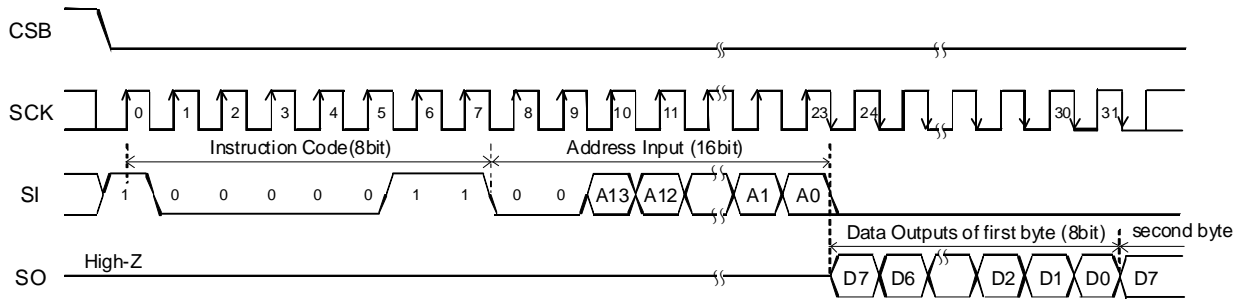 CSB
SCK 0 1 2 3 4 5 6 7 8 9 10 11 23 24 30 31
Instruction Code(8bit) Address Input (16bit)
SI 1 0 0 0 0 0 1 1 0 0 A13 A12 A1 A0
Data Outputs of first byte (8bit) second byte
High-Z
SO D7 D6 D2 D1 D0 D7